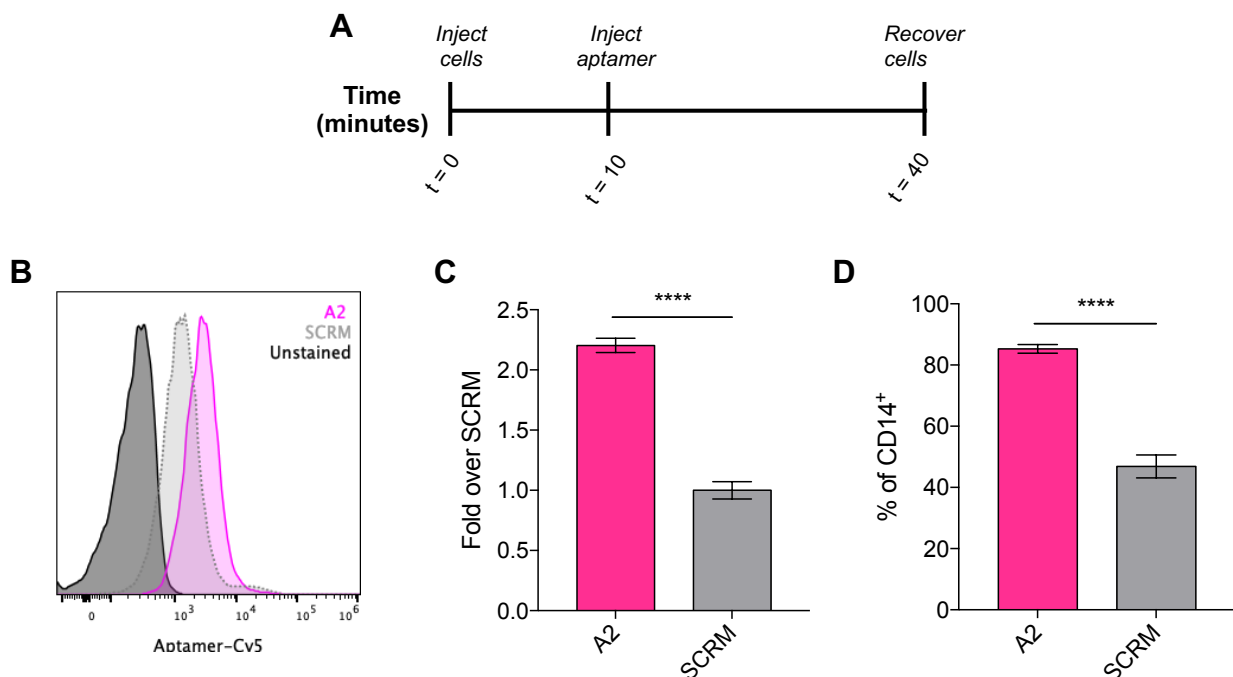 A
Inject
cells
Inject
aptamer
Recover
cells
Time
(minutes)
t = 0
t = 10
t = 40
B
A2
SCRM
Unstained
0
10³
10⁴
10⁵
10⁶
Aptamer-Cy5
C
****
2.5
2.0
1.5
1.0
0.5
0.0
Fold over SCRM
A2
SCRM
D
****
100
80
60
40
20
0
% of CD14⁺
A2
SCRM